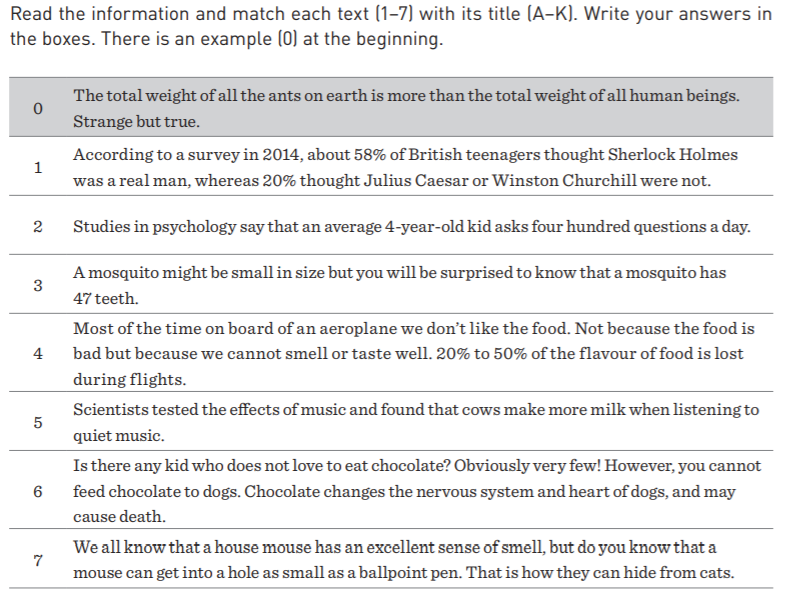 Read the information and match each text (1–7) with its title (A–K). Write your answers in
the boxes. There is an example (0) at the beginning.
0
The total weight of all the ants on earth is more than the total weight of all human beings.
Strange but true.
1
According to a survey in 2014, about 58% of British teenagers thought Sherlock Holmes
was a real man, whereas 20% thought Julius Caesar or Winston Churchill were not.
2
Studies in psychology say that an average 4-year-old kid asks four hundred questions a day.
3
A mosquito might be small in size but you will be surprised to know that a mosquito has
47 teeth.
4
Most of the time on board of an aeroplane we don’t like the food. Not because the food is
bad but because we cannot smell or taste well. 20% to 50% of the flavour of food is lost
during flights.
5
Scientists tested the effects of music and found that cows make more milk when listening to
quiet music.
6
Is there any kid who does not love to eat chocolate? Obviously very few! However, you cannot
feed chocolate to dogs. Chocolate changes the nervous system and heart of dogs, and may
cause death.
7
We all know that a house mouse has an excellent sense of smell, but do you know that a
mouse can get into a hole as small as a ballpoint pen. That is how they can hide from cats.